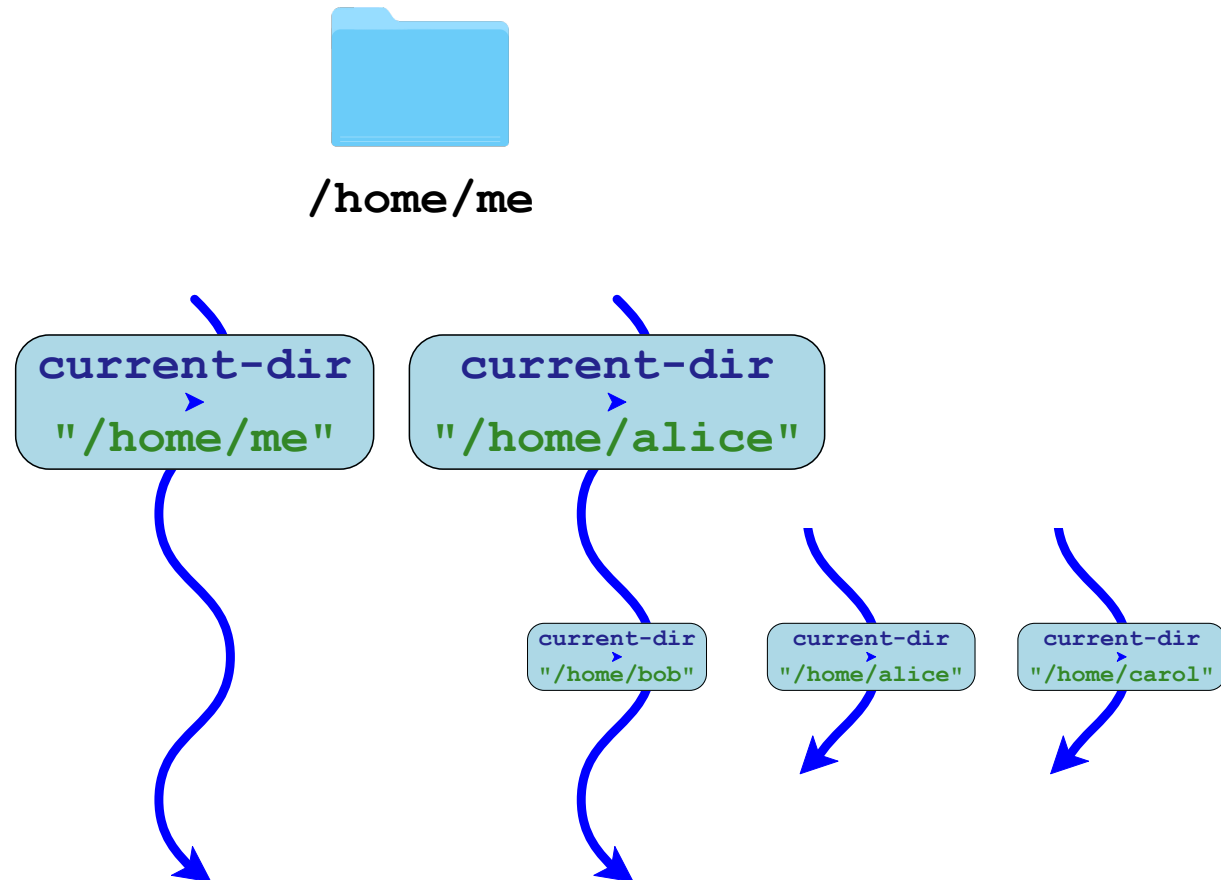 /home/me
current-dir
➤
"/home/me"
current-dir
➤
"/home/alice"
current-dir
➤
"/home/bob"
current-dir
➤
"/home/alice"
current-dir
➤
"/home/carol"